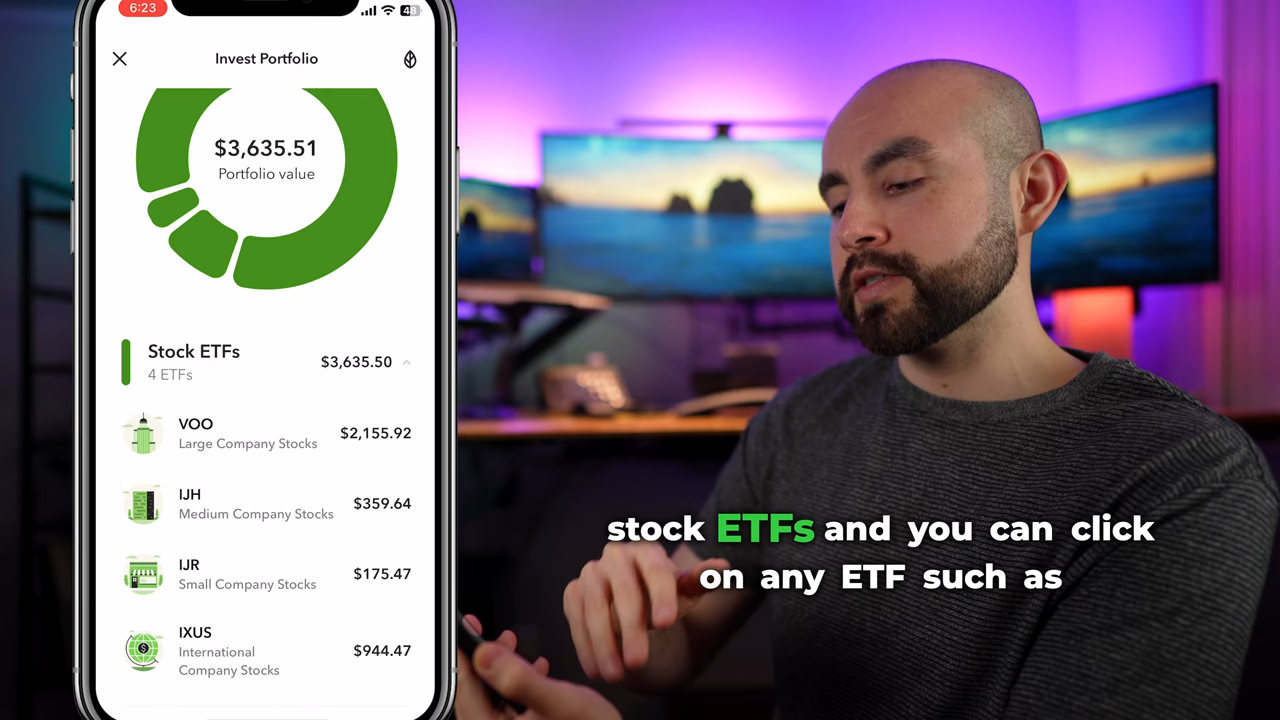 6:23
48
Invest Portfolio
$3,635.51
Portfolio value
Stock ETFs
$3,635.50
4 ETFs
VOO
Large Company Stocks
$2,155.92
IJH
Medium Company Stocks
$359.64
IJR
Small Company Stocks
$175.47
IXUS
International
Company Stocks
$944.47
stock ETFs and you can click
on any ETF such as